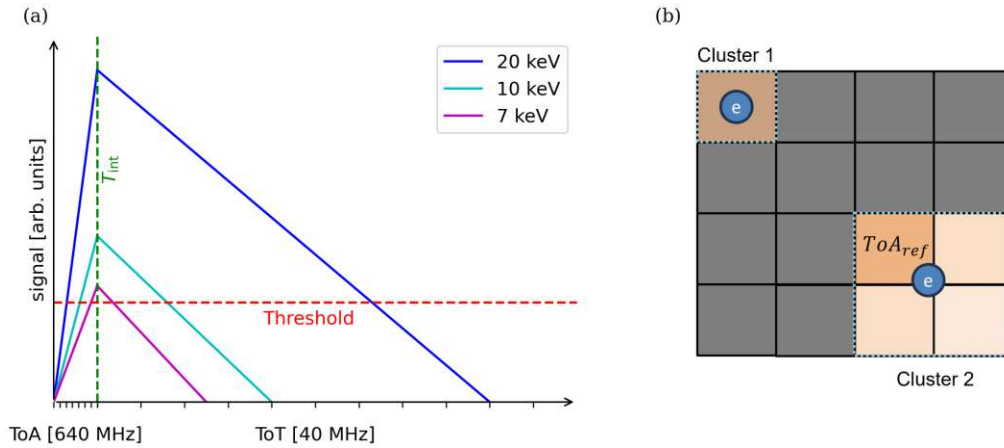 (a)
20 keV
10 keV
7 keV
T_int
signal [arb. units]
Threshold
ToA [640 MHz]
ToT [40 MHz]
(b)
Cluster 1
e
ToA_ref
e
Cluster 2